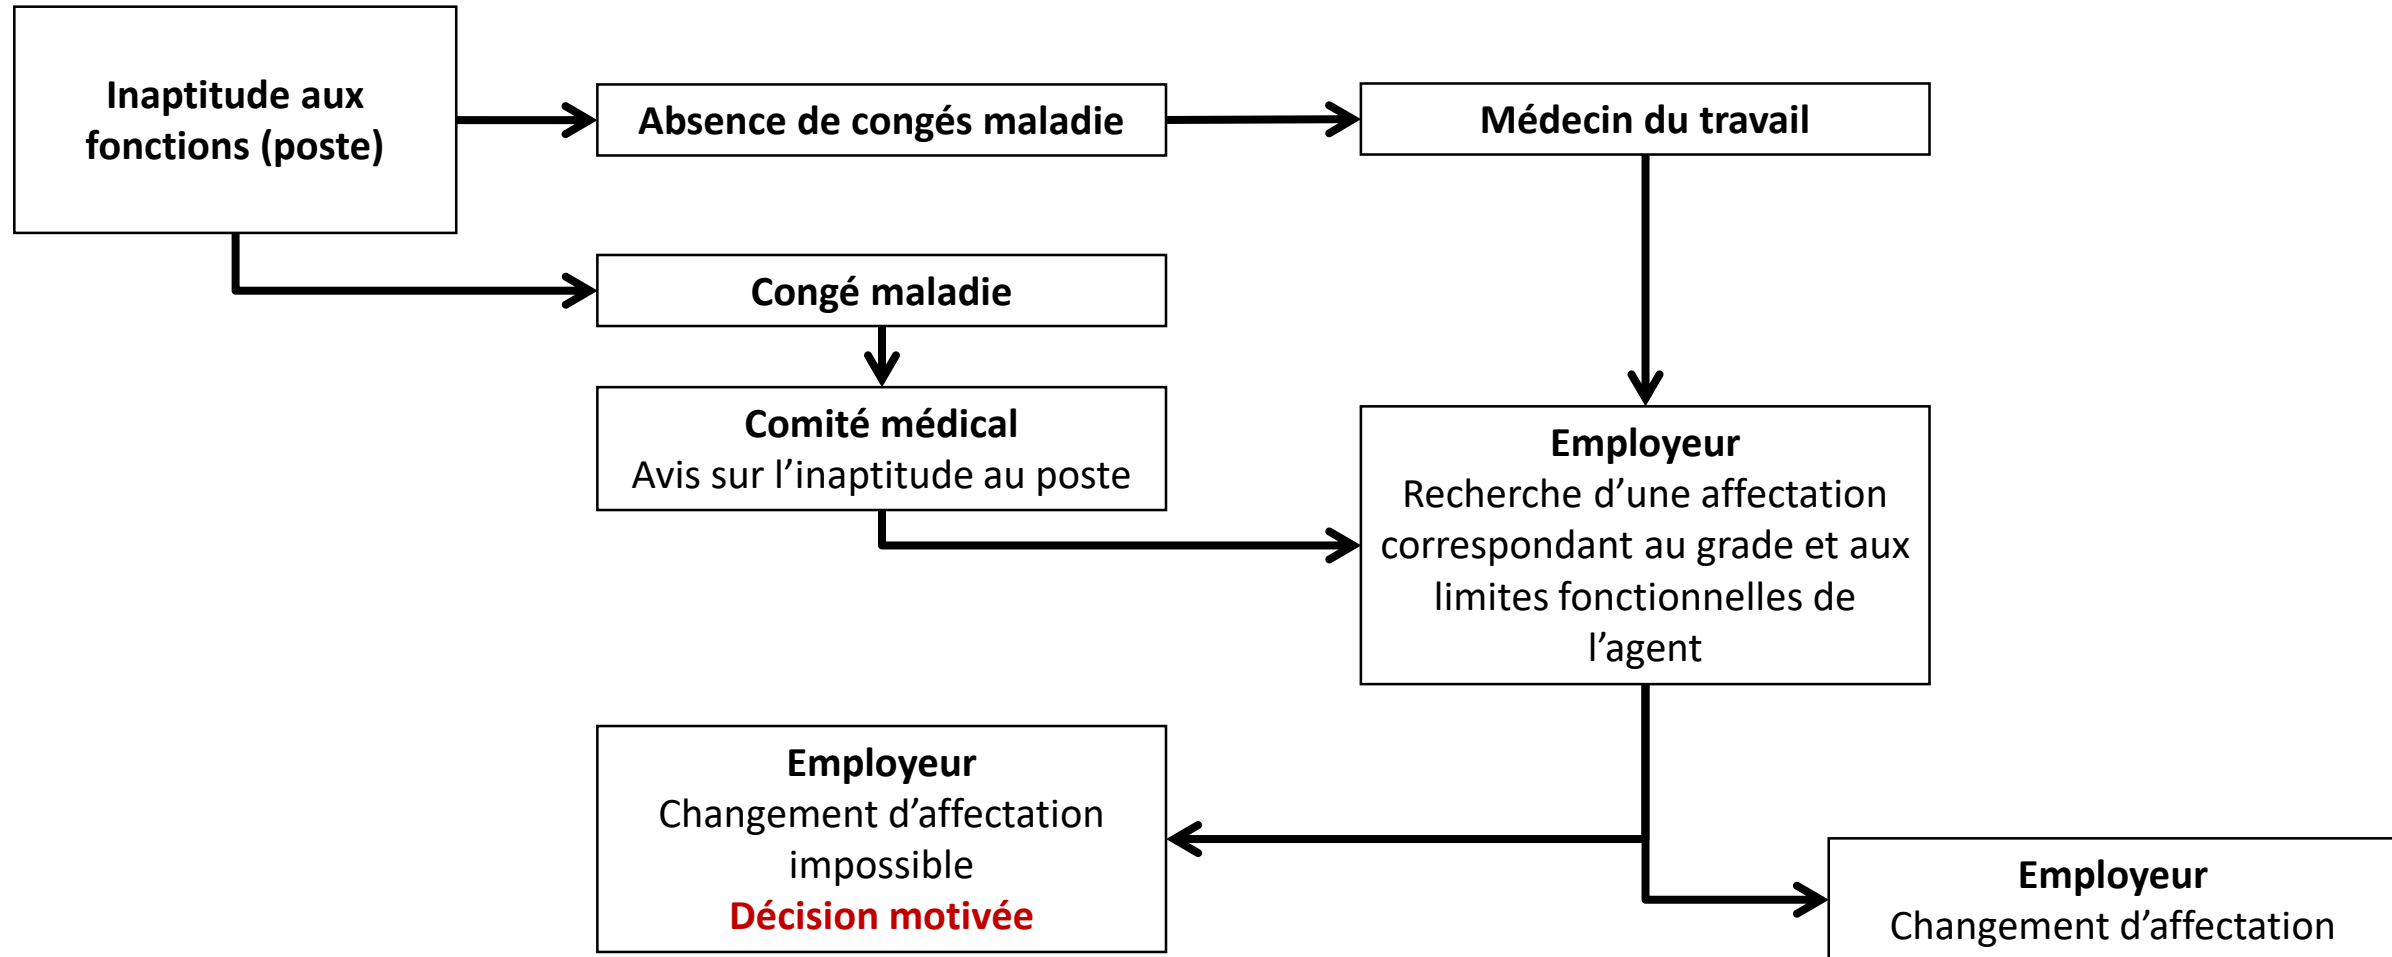 Inaptitude aux
fonctions (poste)
Absence de congés maladie
Médecin du travail
Congé maladie
Comité médical
Avis sur l’inaptitude au poste
Employeur
Recherche d’une affectation
correspondant au grade et aux
limites fonctionnelles de
l’agent
Employeur
Changement d’affectation
impossible
Décision motivée
Employeur
Changement d’affectation